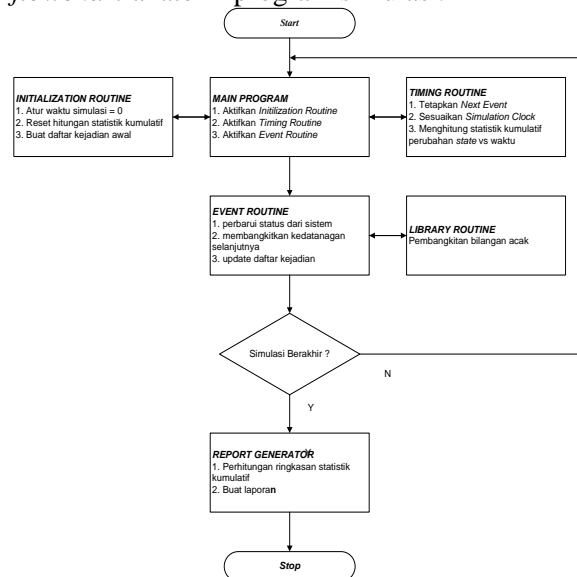 Start
INITIALIZATION ROUTINE
1. Atur waktu simulasi = 0
2. Reset hitungan statistik kumulatif
3. Buat daftar kejadian awal
MAIN PROGRAM
1. Aktifkan Initilization Routine
2. Aktifkan Timing Routine
3. Aktifkan Event Routine
TIMING ROUTINE
1. Tetapkan Next Event
2. Sesuaikan Simulation Clock
3. Menghitung statistik kumulatif
perubahan state vs waktu
EVENT ROUTINE
1. perbarui status dari sistem
2. membangkitkan kedatanagan
selanjutnya
3. update daftar kejadian
LIBRARY ROUTINE
Pembangkitan bilangan acak
Simulasi Berakhir ?
N
Y
REPORT GENERATOR
1. Perhitungan ringkasan statistik
kumulatif
2. Buat laporan
Stop